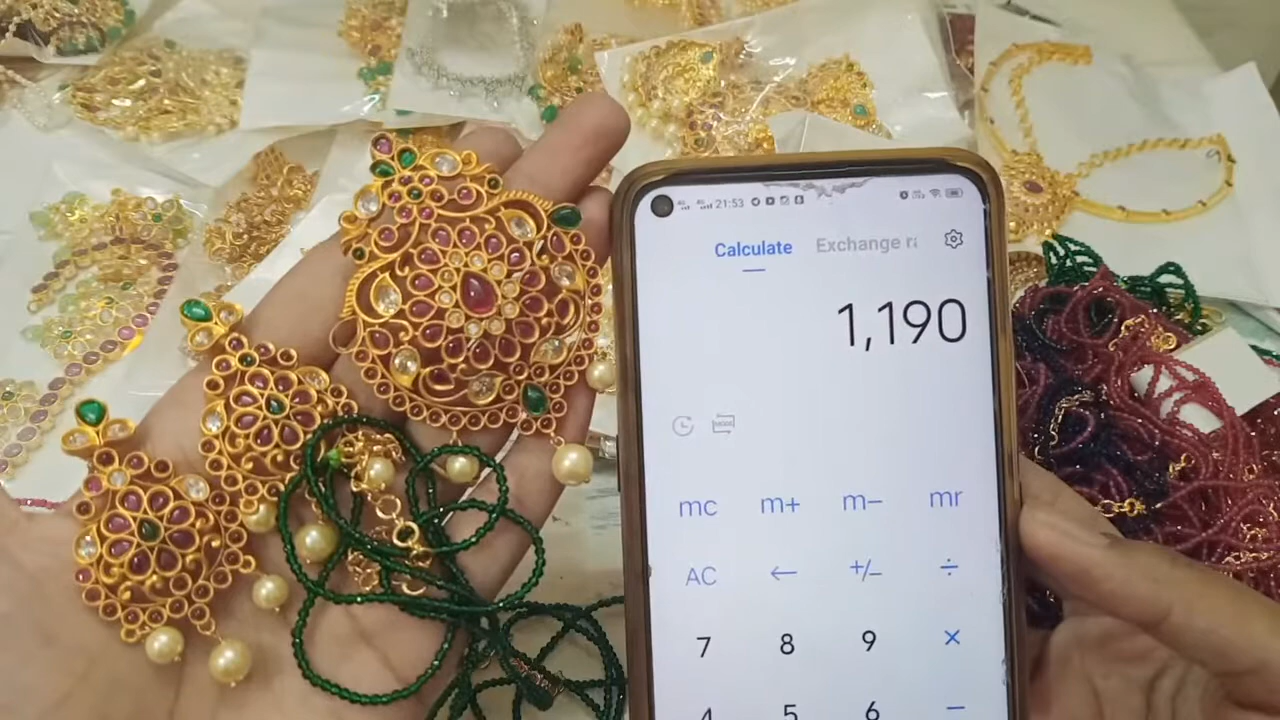 21:53
Calculate Exchange r
1,190
mc m+ m− mr
AC ← +/− ÷
7 8 9 ×
4 5 6 −